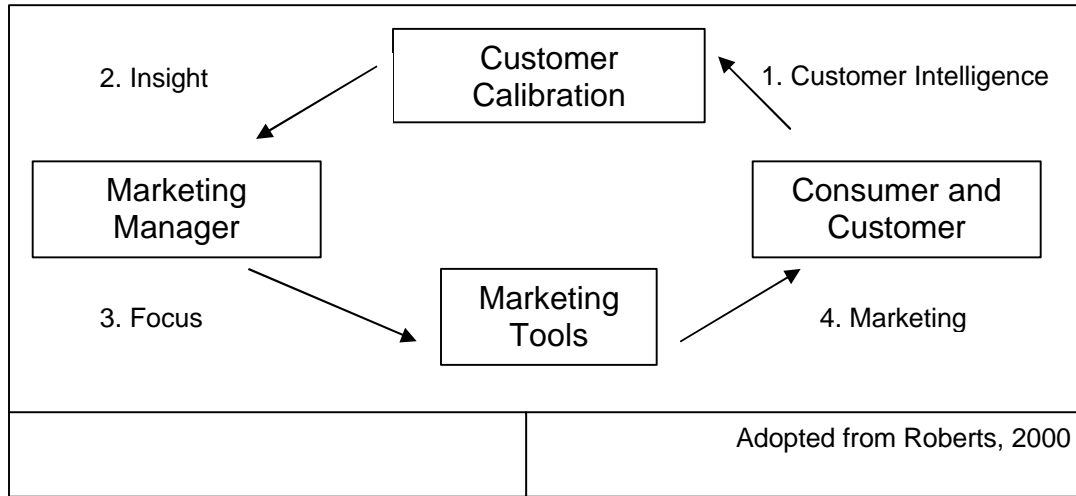 Customer
Calibration
2. Insight
1. Customer Intelligence
Marketing
Manager
Consumer and
Customer
Marketing
Tools
3. Focus
4. Marketing
Adopted from Roberts, 2000